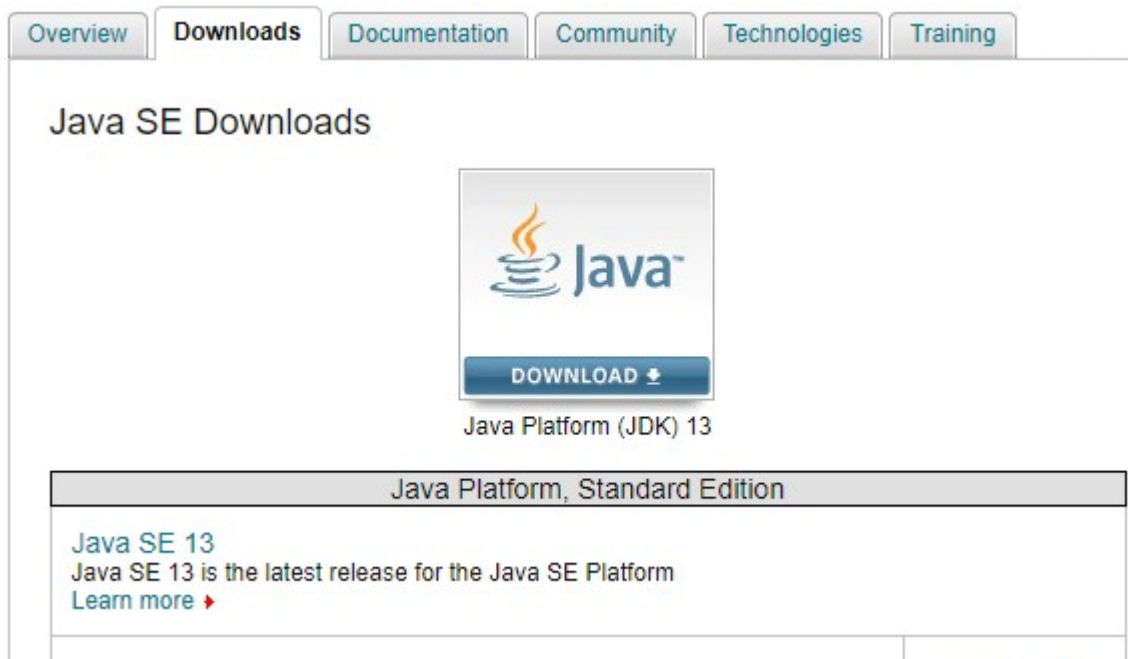 Overview Downloads Documentation Community Technologies Training
Java SE Downloads
Java™
DOWNLOAD
Java Platform (JDK) 13
Java Platform, Standard Edition
Java SE 13
Java SE 13 is the latest release for the Java SE Platform
Learn more